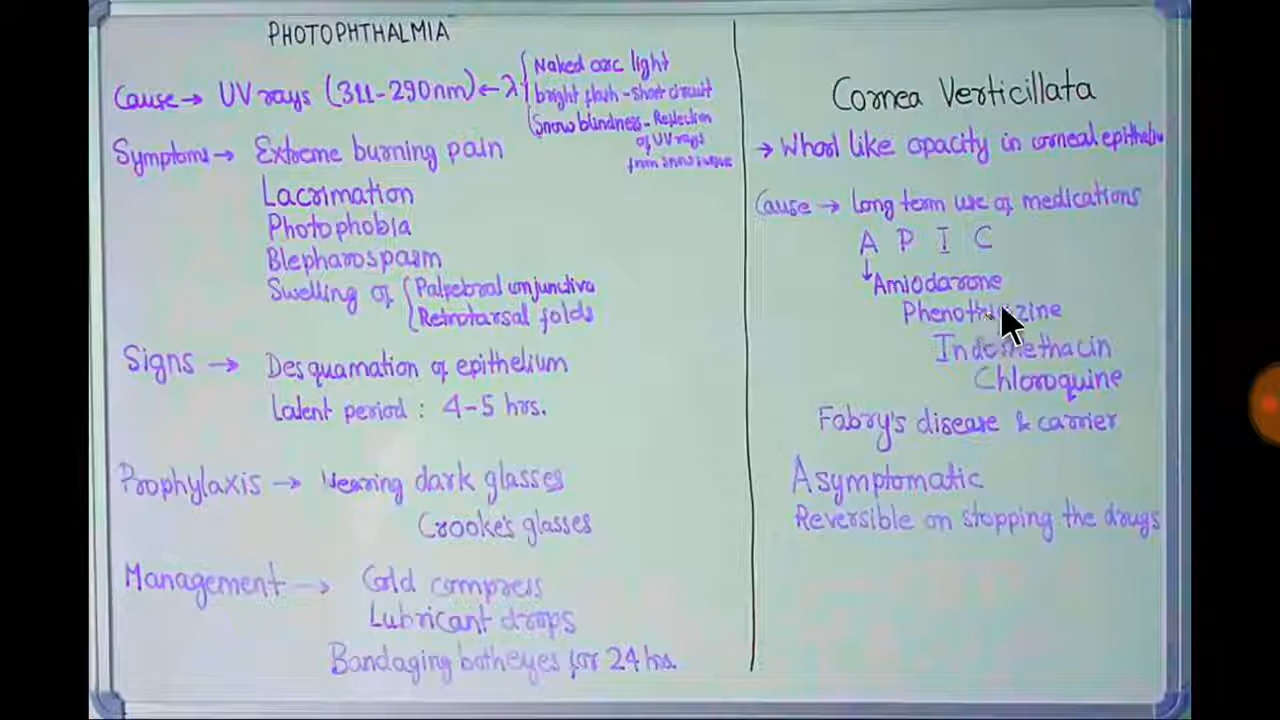 PHOTOPHTHALMIA
Cause → UV rays (311-290nm) ← λ
Naked arc light
bright flash - short circuit
Snow blindness - Reflection
of UV rays
from snow surface
Symptoms → Extreme burning pain
Lacrimation
Photophobia
Blepharospasm
Swelling of { Palpebral conjunctiva
Retrotarsal folds
Signs → Desquamation of epithelium
Latent period : 4-5 hrs.
Prophylaxis → Wearing dark glasses
Crooke's glasses
Management → Cold compress
Lubricant drops
Bandaging both eyes for 24 hrs.
Cornea Verticillata
→ Whorl like opacity in corneal epithelium
Cause → Long term use of medications
A P I C
↓ Amiodarone
Phenothiazine
Indomethacin
Chloroquine
Fabry's disease & carrier
Asymptomatic
Reversible on stopping the drugs